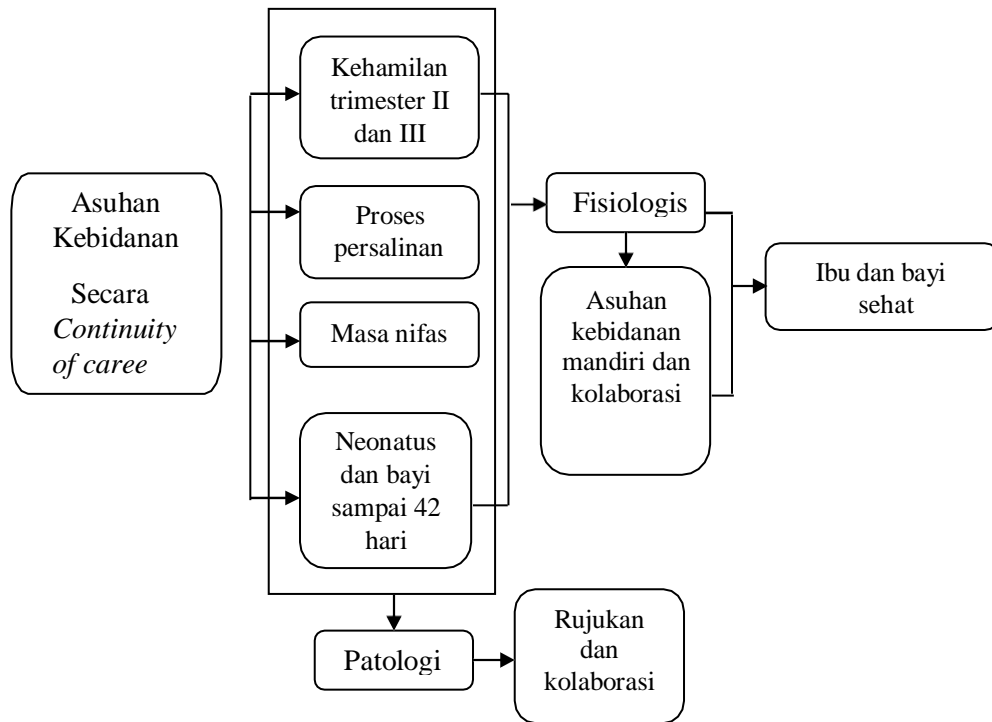 Asuhan
Kebidanan
Secara
Continuity
of caree
Kehamilan
trimester II
dan III
Proses
persalinan
Masa nifas
Neonatus
dan bayi
sampai 42
hari
Fisiologis
Asuhan
kebidanan
mandiri dan
kolaborasi
Ibu dan bayi
sehat
Patologi
Rujukan
dan
kolaborasi